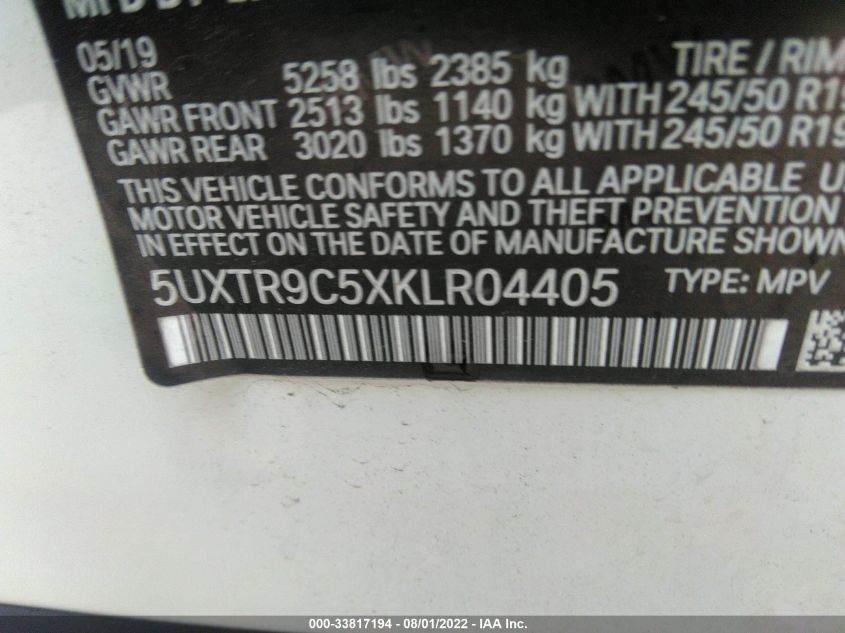 MFD BY
05/19
GVWR 5258 lbs 2385 kg TIRE / RIM
GAWR FRONT 2513 lbs 1140 kg WITH 245/50 R19
GAWR REAR 3020 lbs 1370 kg WITH 245/50 R19
THIS VEHICLE CONFORMS TO ALL APPLICABLE U
MOTOR VEHICLE SAFETY AND THEFT PREVENTION
IN EFFECT ON THE DATE OF MANUFACTURE SHOWN
5UXTR9C5XKLR04405 TYPE: MPV
000-33817194 - 08/01/2022 - IAA Inc.